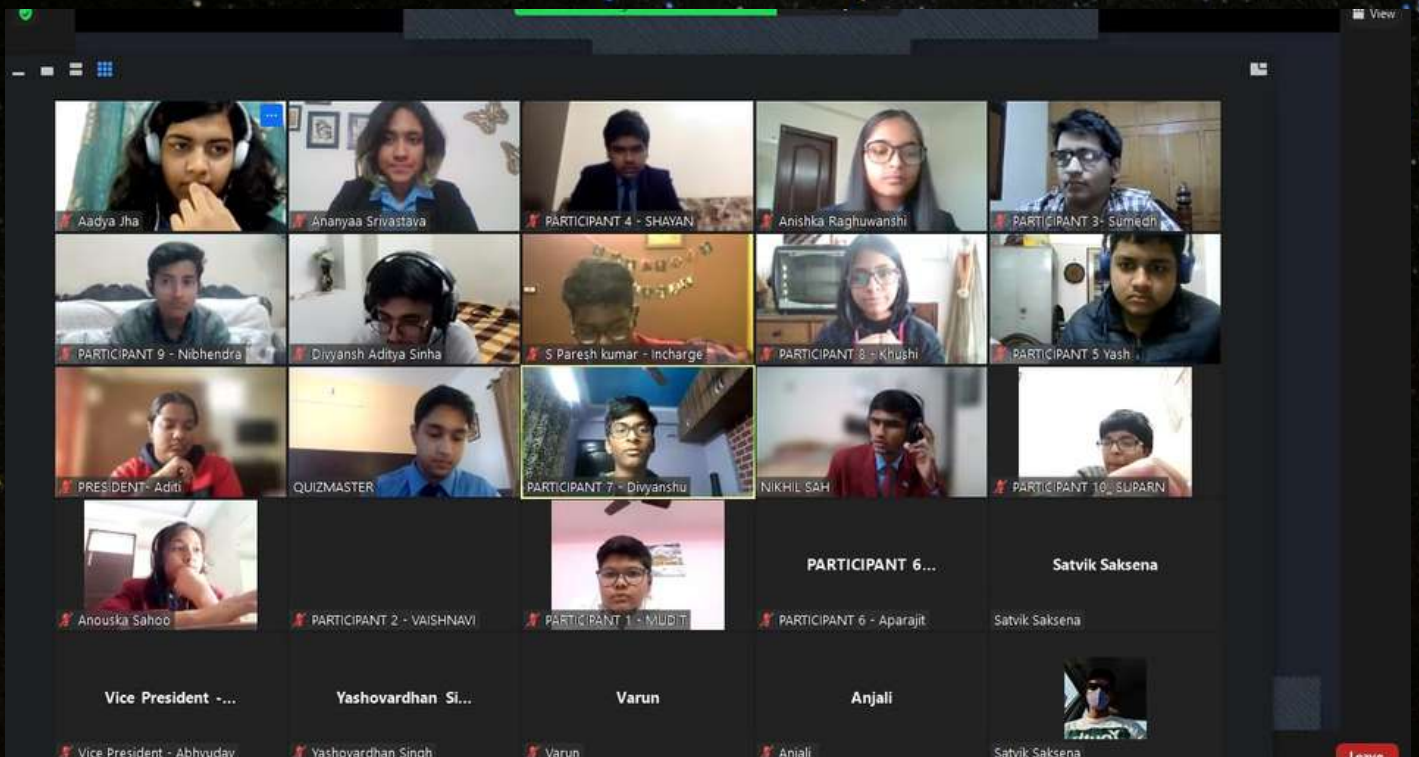 View
Aadya Jha
Ananyaa Srivastava
PARTICIPANT 4 - SHAYAN
Anishka Raghuwanshi
PARTICIPANT 3- Sumedh
PARTICIPANT 9 - Nibhendra
Divyansh Aditya Sinha
S Paresh kumar - Incharge
PARTICIPANT 8 - Khushi
PARTICIPANT 5 Yash
PRESIDENT- Aditi
QUIZMASTER
PARTICIPANT 7 - Divyanshu
NIKHIL SAH
PARTICIPANT 10_ SUPARN
Anouska Sahoo
PARTICIPANT 2 - VAISHNAVI
PARTICIPANT 1 - MUDIT
PARTICIPANT 6...
PARTICIPANT 6 - Aparajit
Satvik Saksena
Satvik Saksena
Vice President -...
Vice President - Abhyuday
Yashovardhan Si...
Yashovardhan Singh
Varun
Varun
Anjali
Anjali
Satvik Saksena
Leave